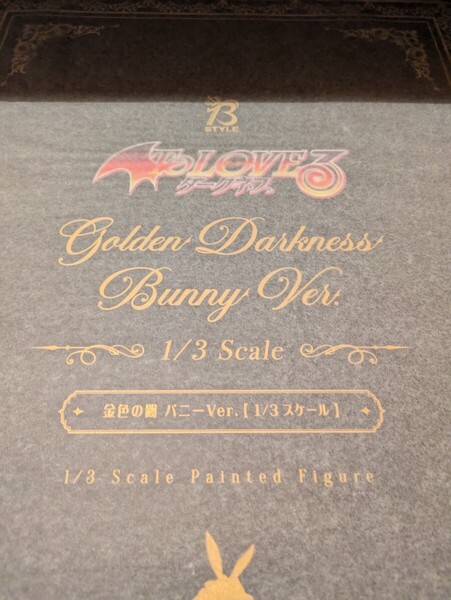 B
STYLE
To LOVEる
ダークネス
Golden Darkness
Bunny Ver.
1/3 Scale
金色の闇 バニーVer.[1/3スケール]
1/3 Scale Painted Figure